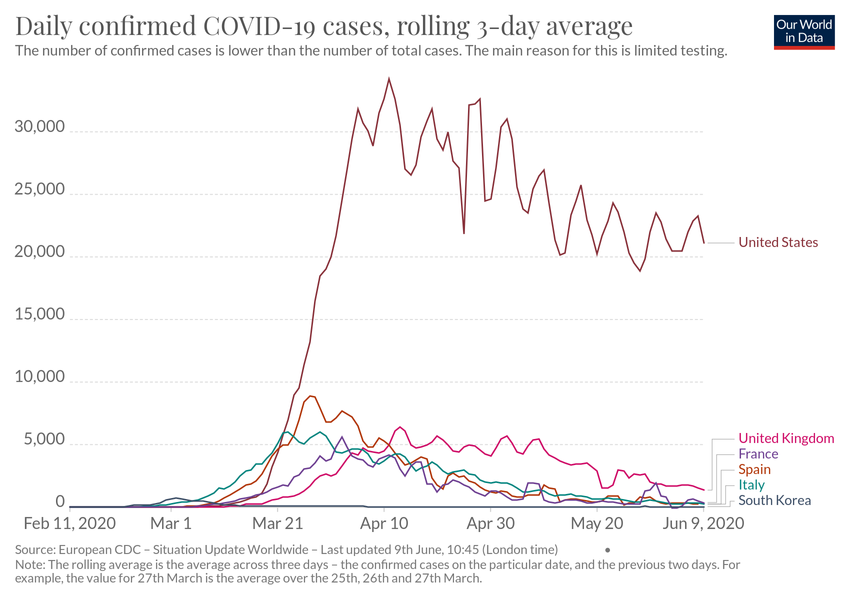 Daily confirmed COVID-19 cases, rolling 3-day average
The number of confirmed cases is lower than the number of total cases. The main reason for this is limited testing.
Our World
in Data
30,000
25,000
20,000
15,000
10,000
5,000
0
United States
United Kingdom
France
Spain
Italy
South Korea
Feb 11, 2020
Mar 1
Mar 21
Apr 10
Apr 30
May 20
Jun 9, 2020
Source: European CDC – Situation Update Worldwide – Last updated 9th June, 10:45 (London time)
Note: The rolling average is the average across three days – the confirmed cases on the particular date, and the previous two days. For
example, the value for 27th March is the average over the 25th, 26th and 27th March.